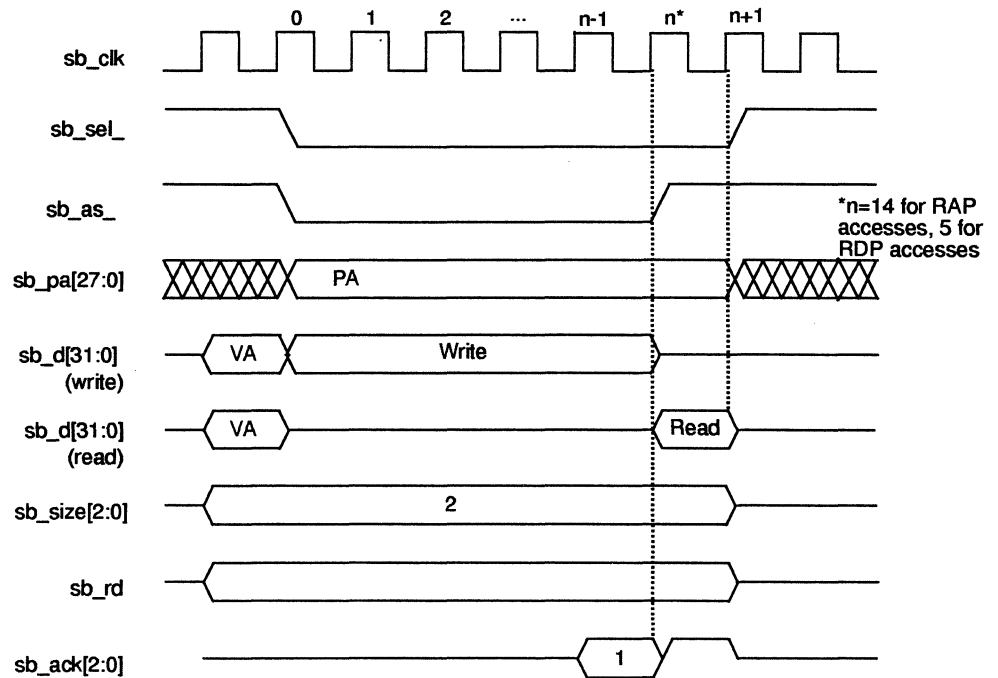 0 1 2 ... n-1 n* n+1
sb_clk
sb_sel_
sb_as_
*n=14 for RAP
accesses, 5 for
RDP accesses
sb_pa[27:0] PA
sb_d[31:0] VA Write
(write)
sb_d[31:0] VA Read
(read)
sb_size[2:0] 2
sb_rd
sb_ack[2:0] 1